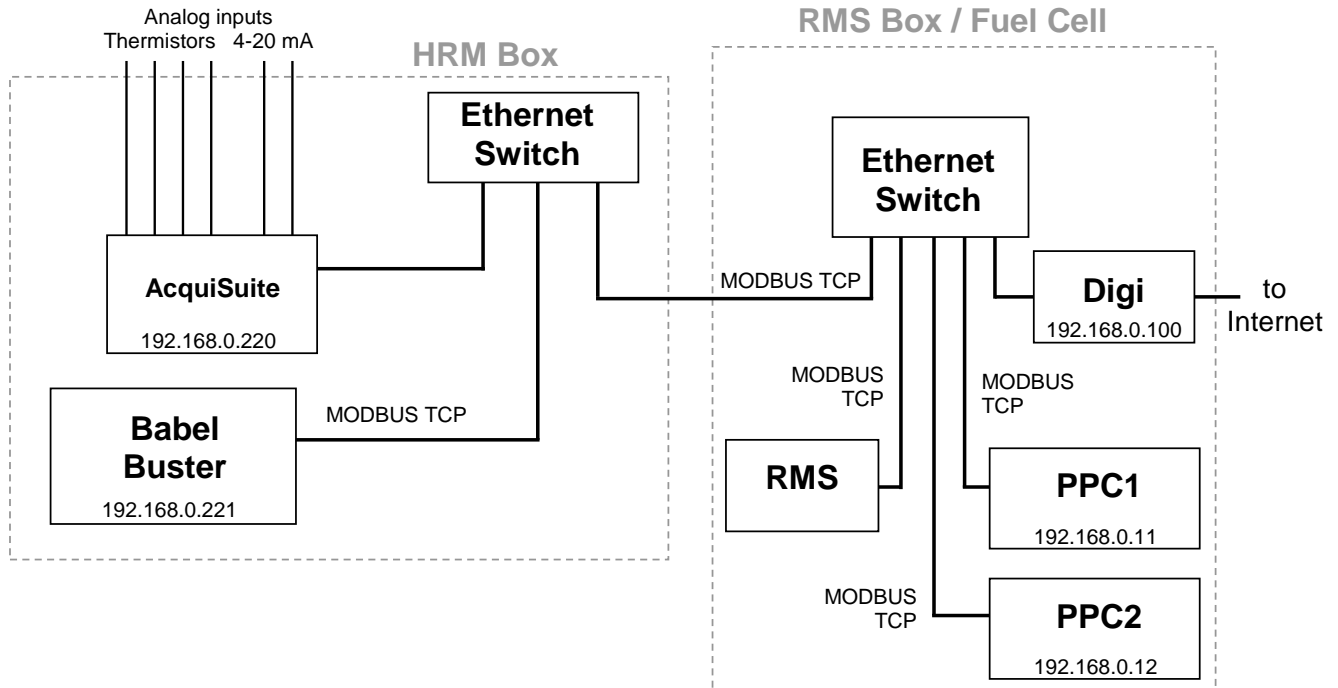 Analog inputs
Thermistors 4-20 mA
HRM Box
Ethernet
Switch
AcquiSuite
192.168.0.220
Babel
Buster
192.168.0.221
MODBUS TCP
RMS Box / Fuel Cell
Ethernet
Switch
MODBUS TCP
Digi
192.168.0.100
to
Internet
MODBUS
TCP
MODBUS
TCP
RMS
PPC1
192.168.0.11
MODBUS
TCP
PPC2
192.168.0.12